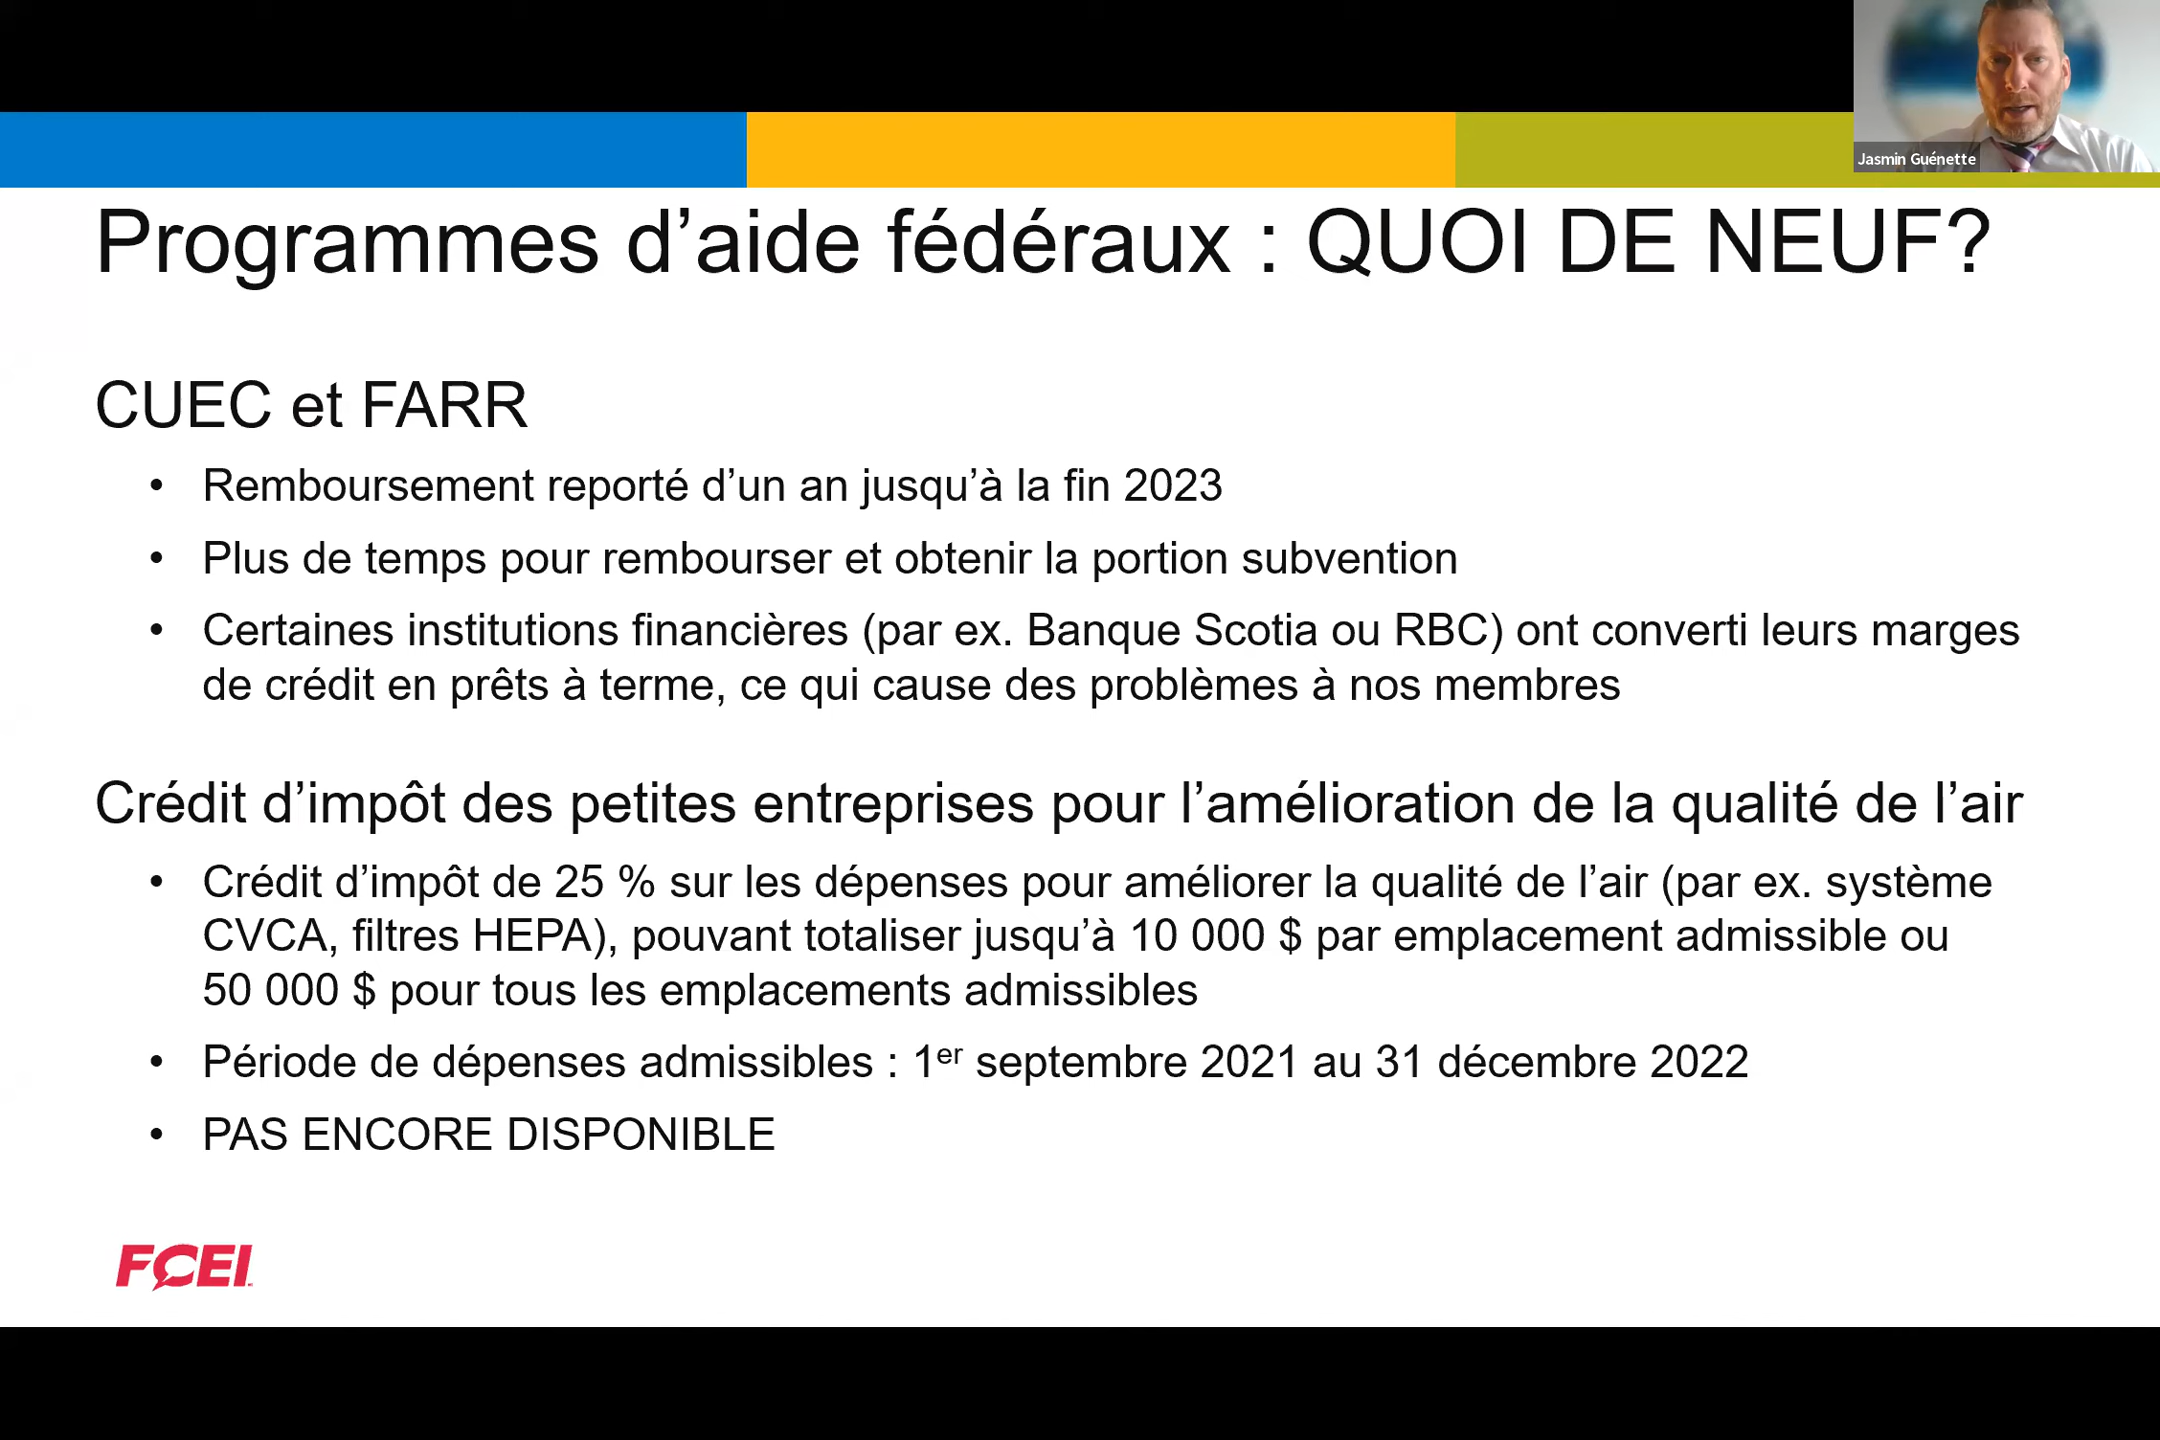 Jasmin Guénette
Programmes d’aide fédéraux : QUOI DE NEUF?
CUEC et FARR
• Remboursement reporté d’un an jusqu’à la fin 2023
• Plus de temps pour rembourser et obtenir la portion subvention
• Certaines institutions financières (par ex. Banque Scotia ou RBC) ont converti leurs marges
de crédit en prêts à terme, ce qui cause des problèmes à nos membres
Crédit d’impôt des petites entreprises pour l’amélioration de la qualité de l’air
• Crédit d’impôt de 25 % sur les dépenses pour améliorer la qualité de l’air (par ex. système
CVCA, filtres HEPA), pouvant totaliser jusqu’à 10 000 $ par emplacement admissible ou
50 000 $ pour tous les emplacements admissibles
• Période de dépenses admissibles : 1er septembre 2021 au 31 décembre 2022
• PAS ENCORE DISPONIBLE
FCEI